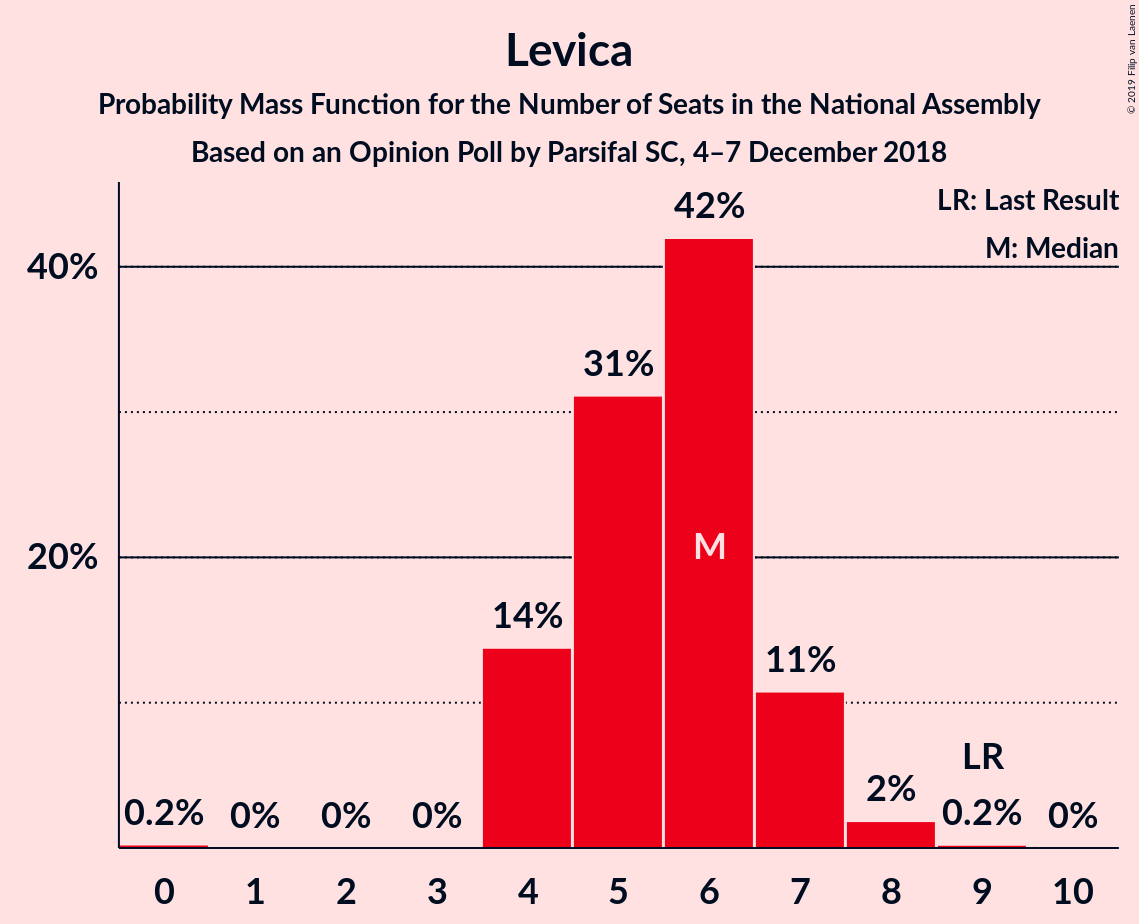 Levica
Probability Mass Function for the Number of Seats in the National Assembly
Based on an Opinion Poll by Parsifal SC, 4–7 December 2018
© 2019 Filip van Laenen
LR: Last Result
M: Median
42%
40%
31%
M
20%
14%
11%
LR
2%
0.2% 0% 0% 0% 0.2% 0%
0 1 2 3 4 5 6 7 8 9 10